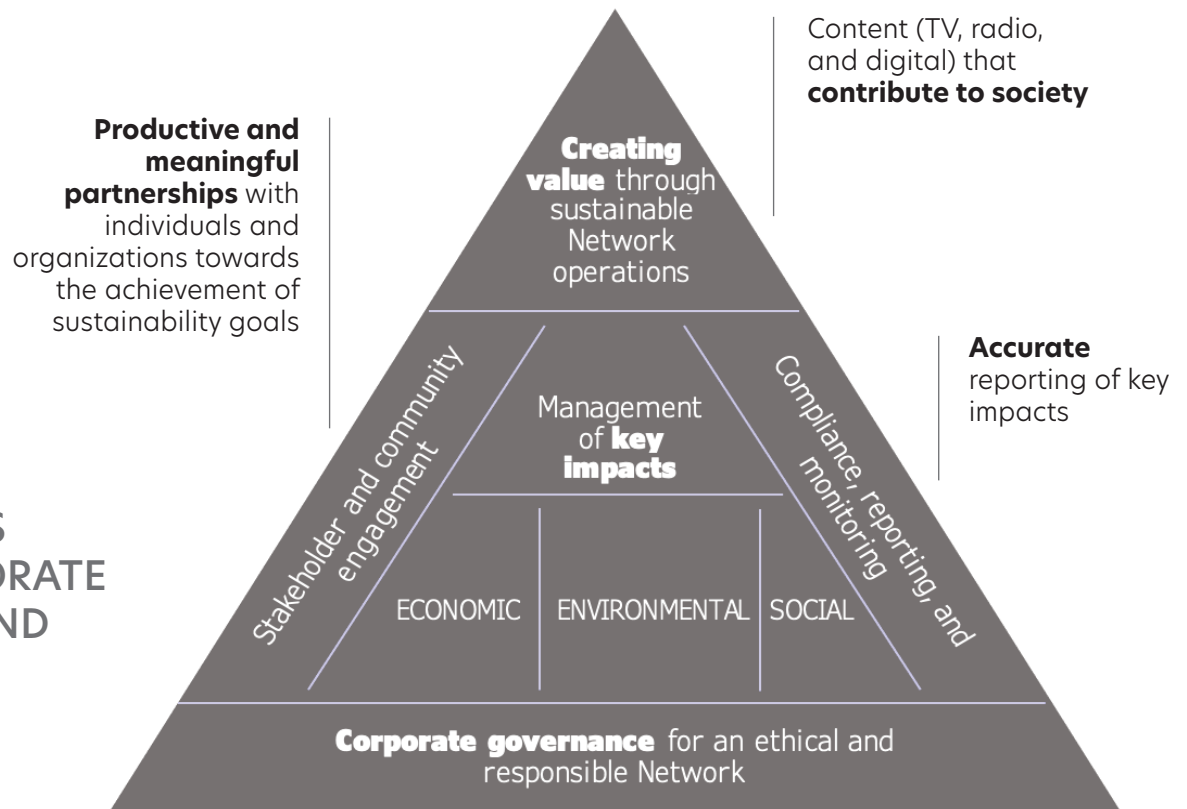 Content (TV, radio,
and digital) that
contribute to society
Productive and
meaningful
partnerships with
individuals and
organizations towards
the achievement of
sustainability goals
Creating
value through
sustainable
Network
operations
Accurate
reporting of key
impacts
Stakeholder and community
engagement
Management
of key
impacts
Compliance, reporting, and
monitoring
ECONOMIC
ENVIRONMENTAL
SOCIAL
Corporate governance for an ethical and
responsible Network